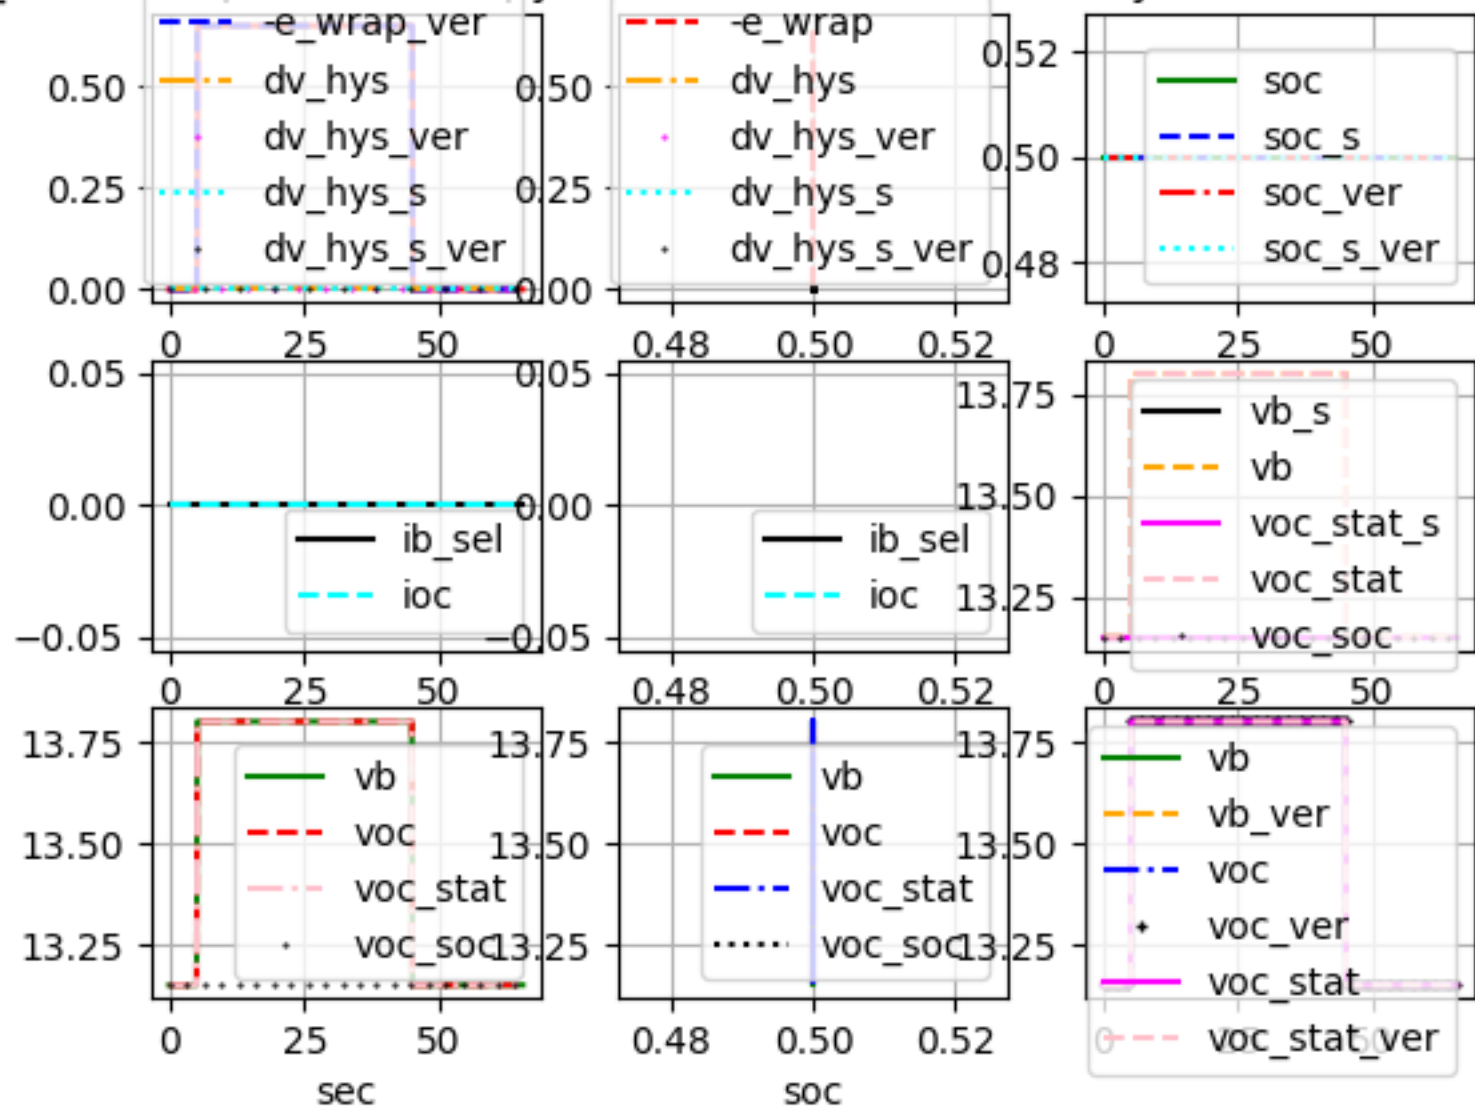 -e_wrap_ver
dv_hys
dv_hys_ver
dv_hys_s
dv_hys_s_ver
0.50
0.25
0.00
0 25 50
-e_wrap
dv_hys
dv_hys_ver
dv_hys_s
dv_hys_s_ver
0.50
0.25
0.00
0.48 0.50 0.52
soc
soc_s
soc_ver
soc_s_ver
0.52
0.50
0.48
0 25 50
0.05
0.00
−0.05
ib_sel
ioc
0 25 50
0.05
0.00
−0.05
ib_sel
ioc
0.48 0.50 0.52
13.75
13.50
13.25
vb_s
vb
voc_stat_s
voc_stat
voc_soc
0 25 50
13.75
13.50
13.25
vb
voc
voc_stat
voc_soc
0 25 50
sec
13.75
13.50
13.25
vb
voc
voc_stat
voc_soc
0.48 0.50 0.52
soc
13.75
13.50
13.25
vb
vb_ver
voc
voc_ver
voc_stat
voc_stat_ver
0 25 50